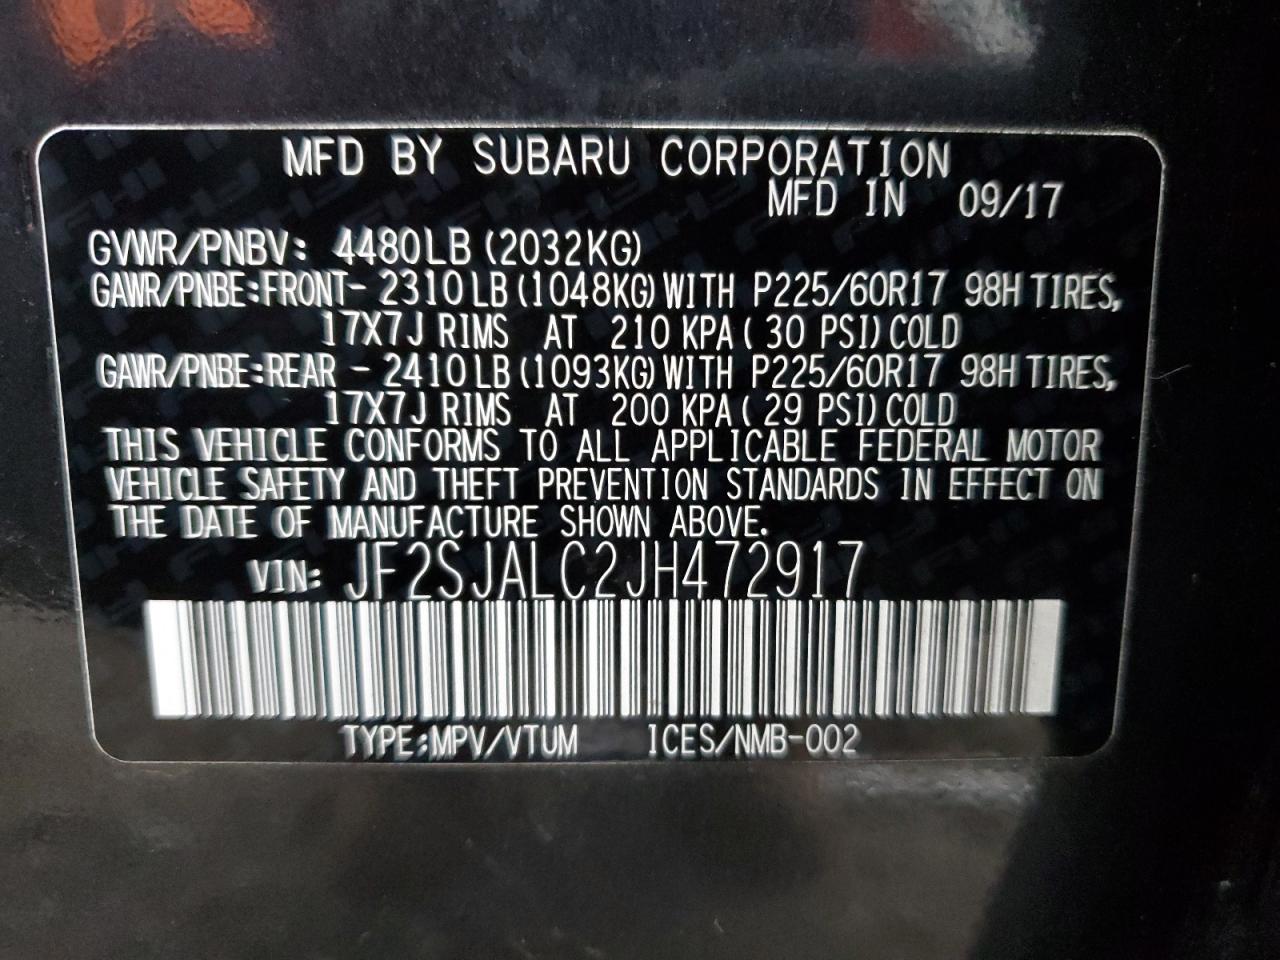 MFD BY SUBARU CORPORATION
MFD IN 09/17
GVWR/PNBV: 4480LB (2032KG)
GAWR/PNBE:FRONT- 2310LB (1048KG) WITH P225/60R17 98H TIRES,
17X7J RIMS AT 210 KPA( 30 PSI) COLD
GAWR/PNBE:REAR - 2410LB (1093KG) WITH P225/60R17 98H TIRES,
17X7J RIMS AT 200 KPA( 29 PSI) COLD
THIS VEHICLE CONFORMS TO ALL APPLICABLE FEDERAL MOTOR
VEHICLE SAFETY AND THEFT PREVENTION STANDARDS IN EFFECT ON
THE DATE OF MANUFACTURE SHOWN ABOVE.
VIN: JF2SJALC2JH472917
TYPE:MPV/VTUM ICES/NMB-002